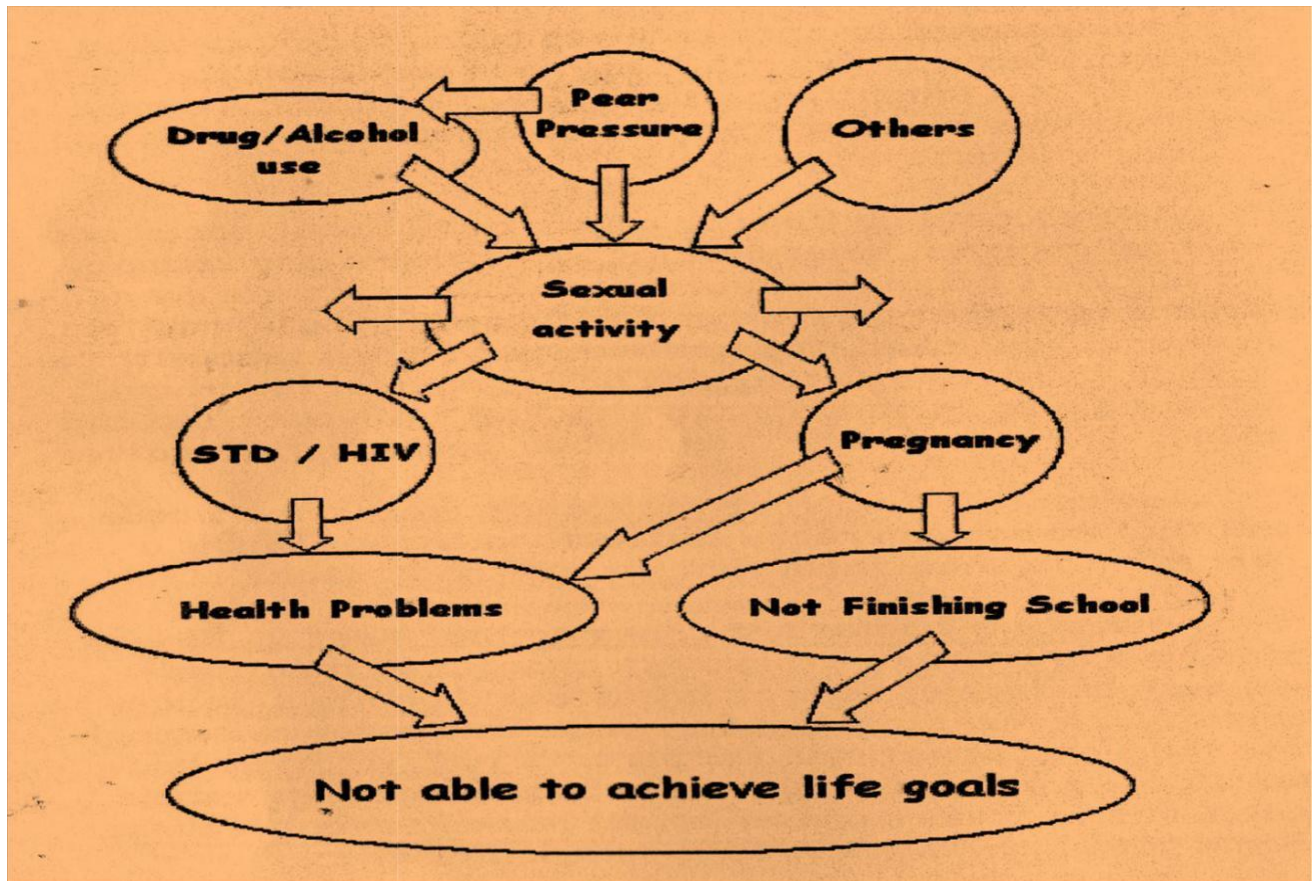 Peer
Pressure
Others
Drug/Alcohol
use
Sexual
activity
STD / HIV
Pregnancy
Health Problems
Not Finishing School
Not able to achieve life goals